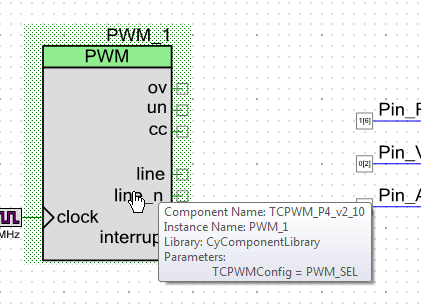 PWM_1
PWM
ov
un
cc
line
line_n
clock
MHz
interrup
1[6]
Pin_
0[2]
Pin_V
Pin_A
Component Name: TCPWM_P4_v2_10
Instance Name: PWM_1
Library: CyComponentLibrary
Parameters:
TCPWMConfig = PWM_SEL